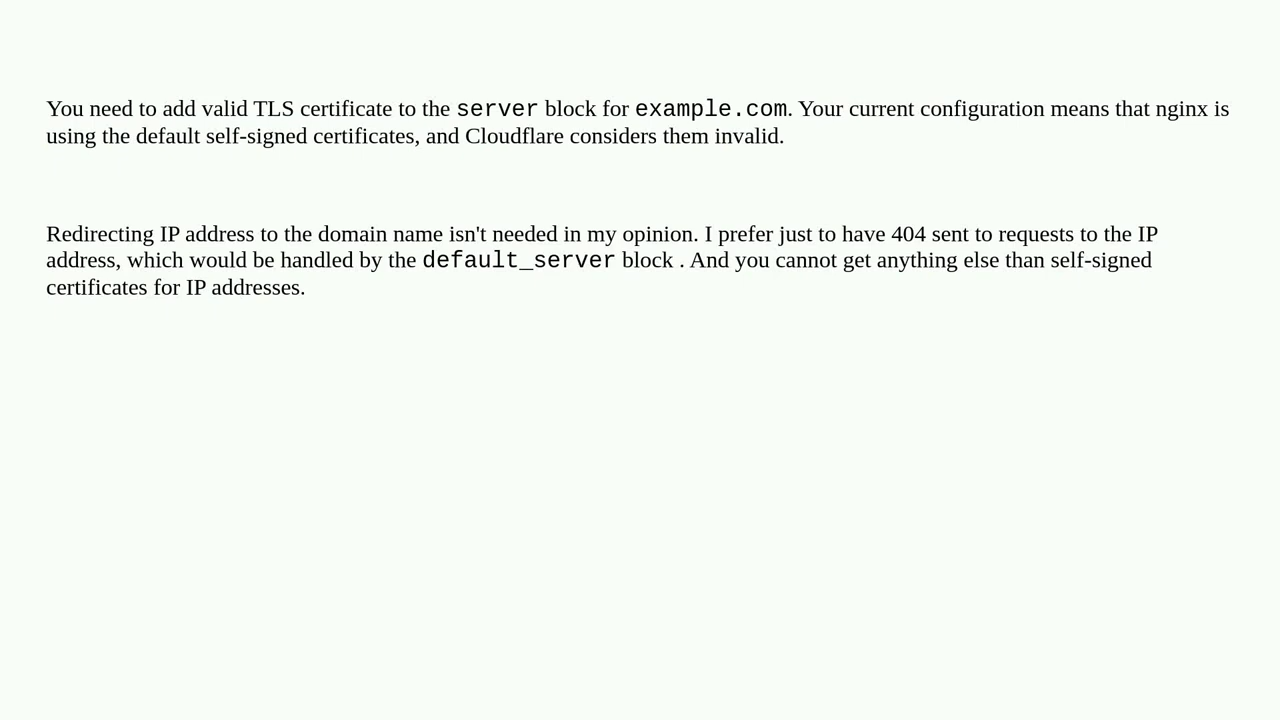 You need to add valid TLS certificate to the server block for example.com. Your current configuration means that nginx is
using the default self-signed certificates, and Cloudflare considers them invalid.
Redirecting IP address to the domain name isn't needed in my opinion. I prefer just to have 404 sent to requests to the IP
address, which would be handled by the default_server block . And you cannot get anything else than self-signed
certificates for IP addresses.